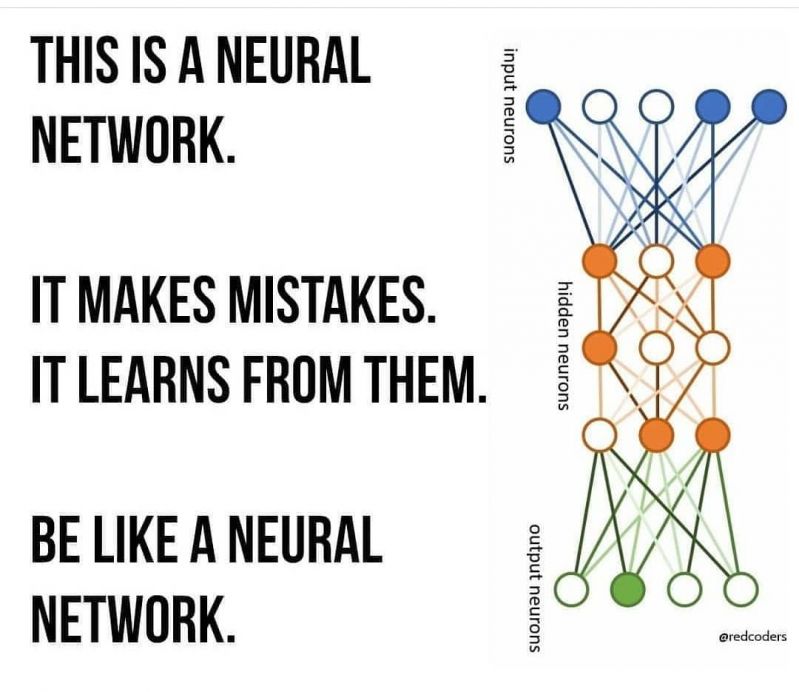 THIS IS A NEURAL
NETWORK.
IT MAKES MISTAKES.
IT LEARNS FROM THEM.
BE LIKE A NEURAL
NETWORK.
input neurons
hidden neurons
output neurons
@redcoders